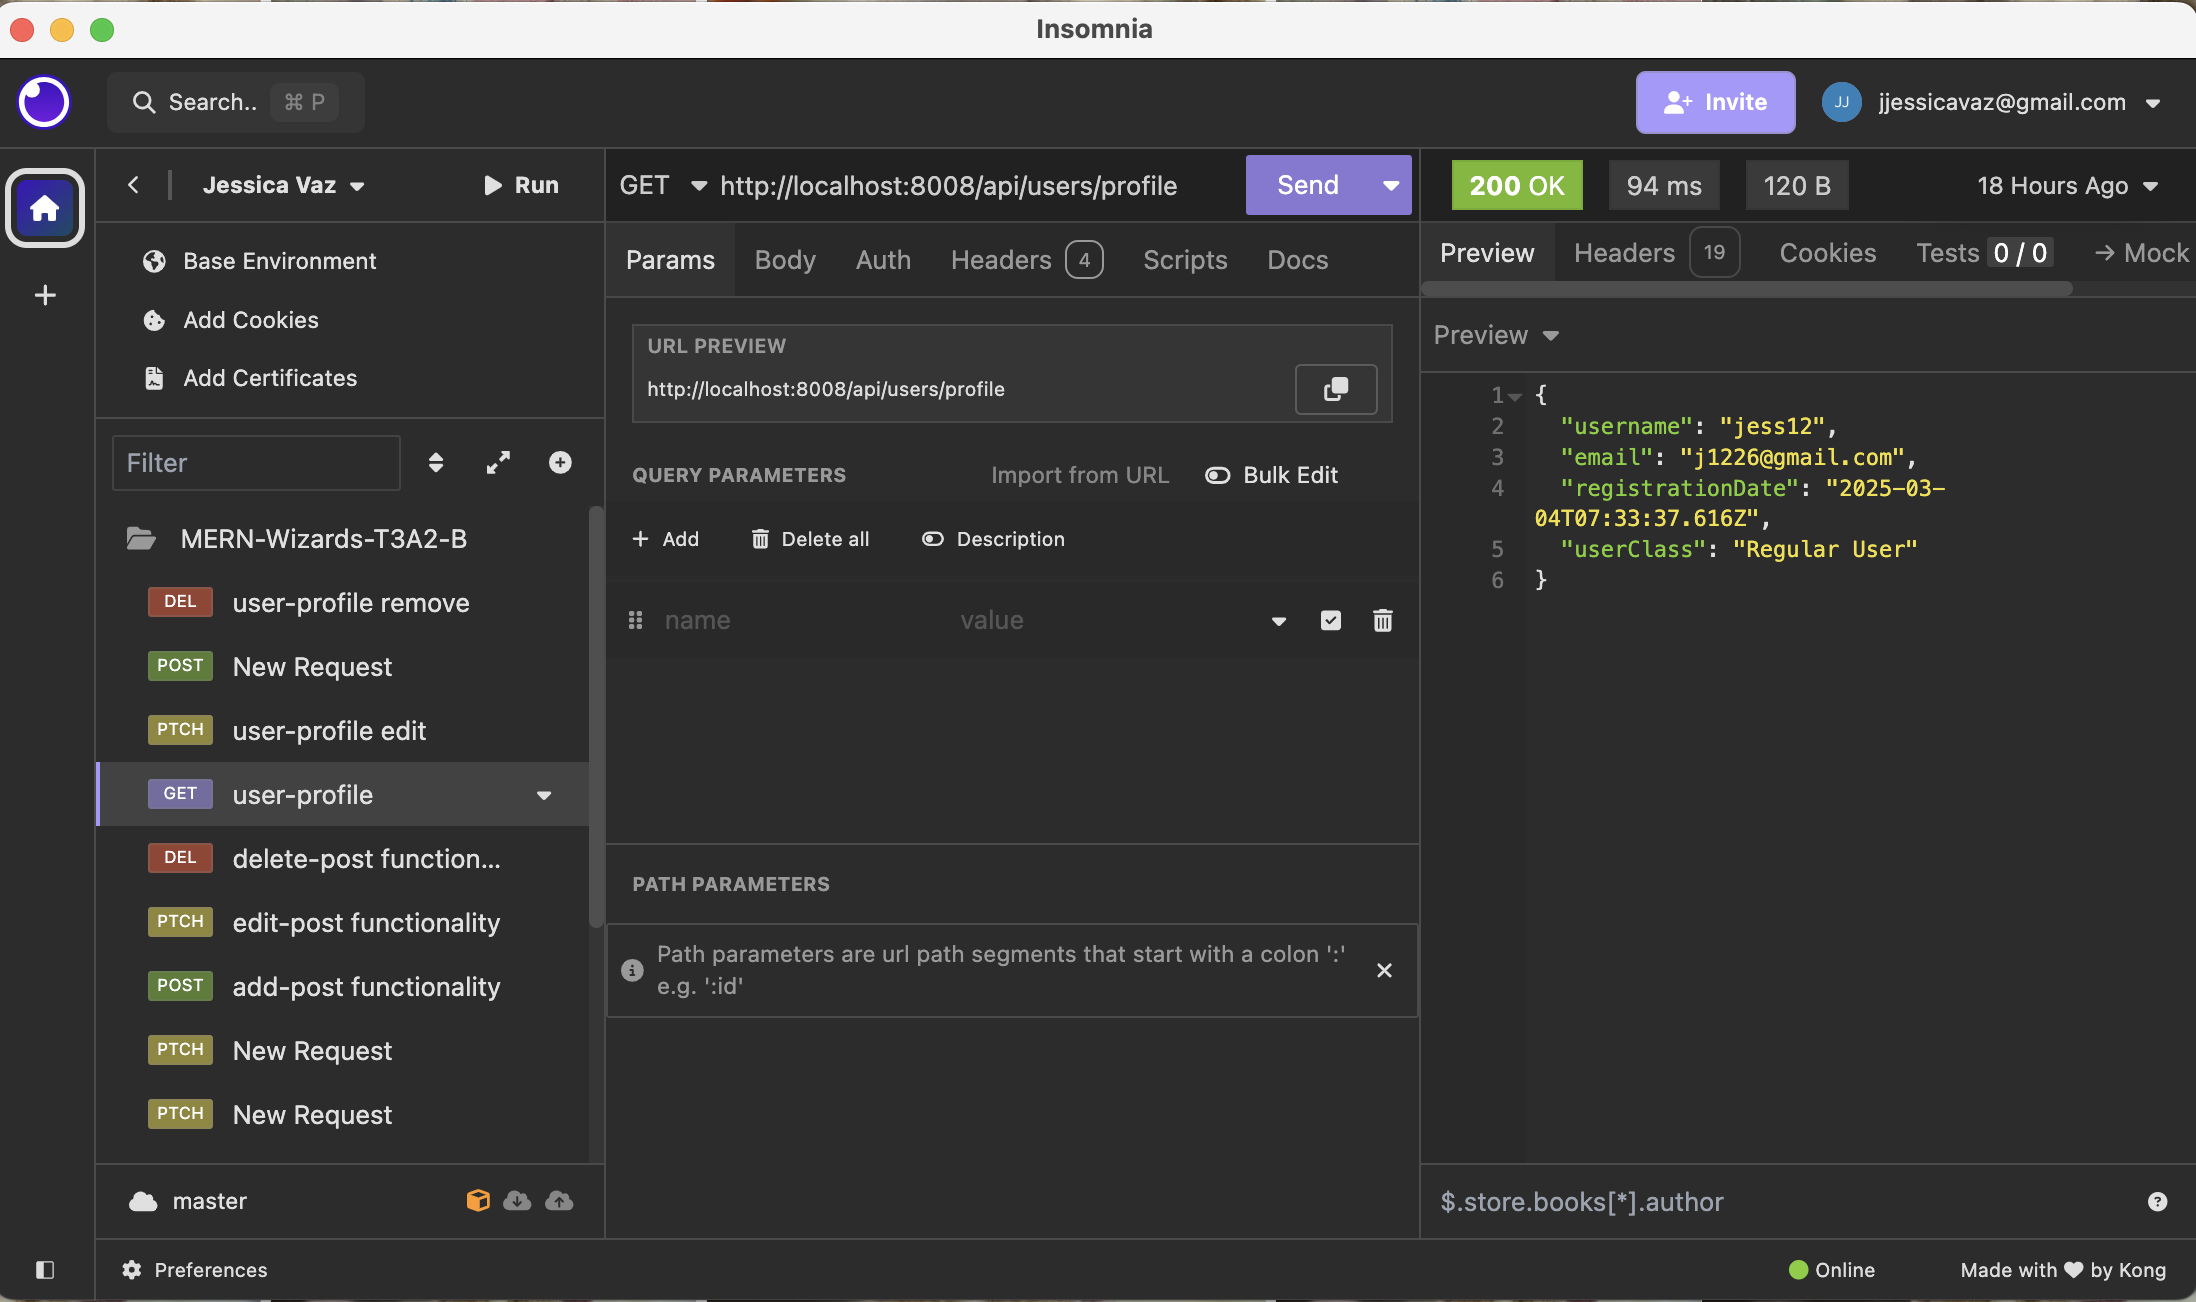 Insomnia
Search.. ⌘ P
Invite
JJ jjessicavaz@gmail.com
Jessica Vaz
Run
Base Environment
Add Cookies
Add Certificates
Filter
MERN-Wizards-T3A2-B
DEL user-profile remove
POST New Request
PTCH user-profile edit
GET user-profile
DEL delete-post function...
PTCH edit-post functionality
POST add-post functionality
PTCH New Request
PTCH New Request
master
GET http://localhost:8008/api/users/profile Send
Params Body Auth Headers 4 Scripts Docs
URL PREVIEW
http://localhost:8008/api/users/profile
QUERY PARAMETERS Import from URL Bulk Edit
+ Add Delete all Description
name value
PATH PARAMETERS
Path parameters are url path segments that start with a colon ':'
e.g. ':id'
200 OK 94 ms 120 B 18 Hours Ago
Preview Headers 19 Cookies Tests 0 / 0 → Mock
Preview
1 {
2 "username": "jess12",
3 "email": "j1226@gmail.com",
4 "registrationDate": "2025-03-
04T07:33:37.616Z",
5 "userClass": "Regular User"
6 }
$.store.books[*].author
Preferences
Online
Made with ♥ by Kong